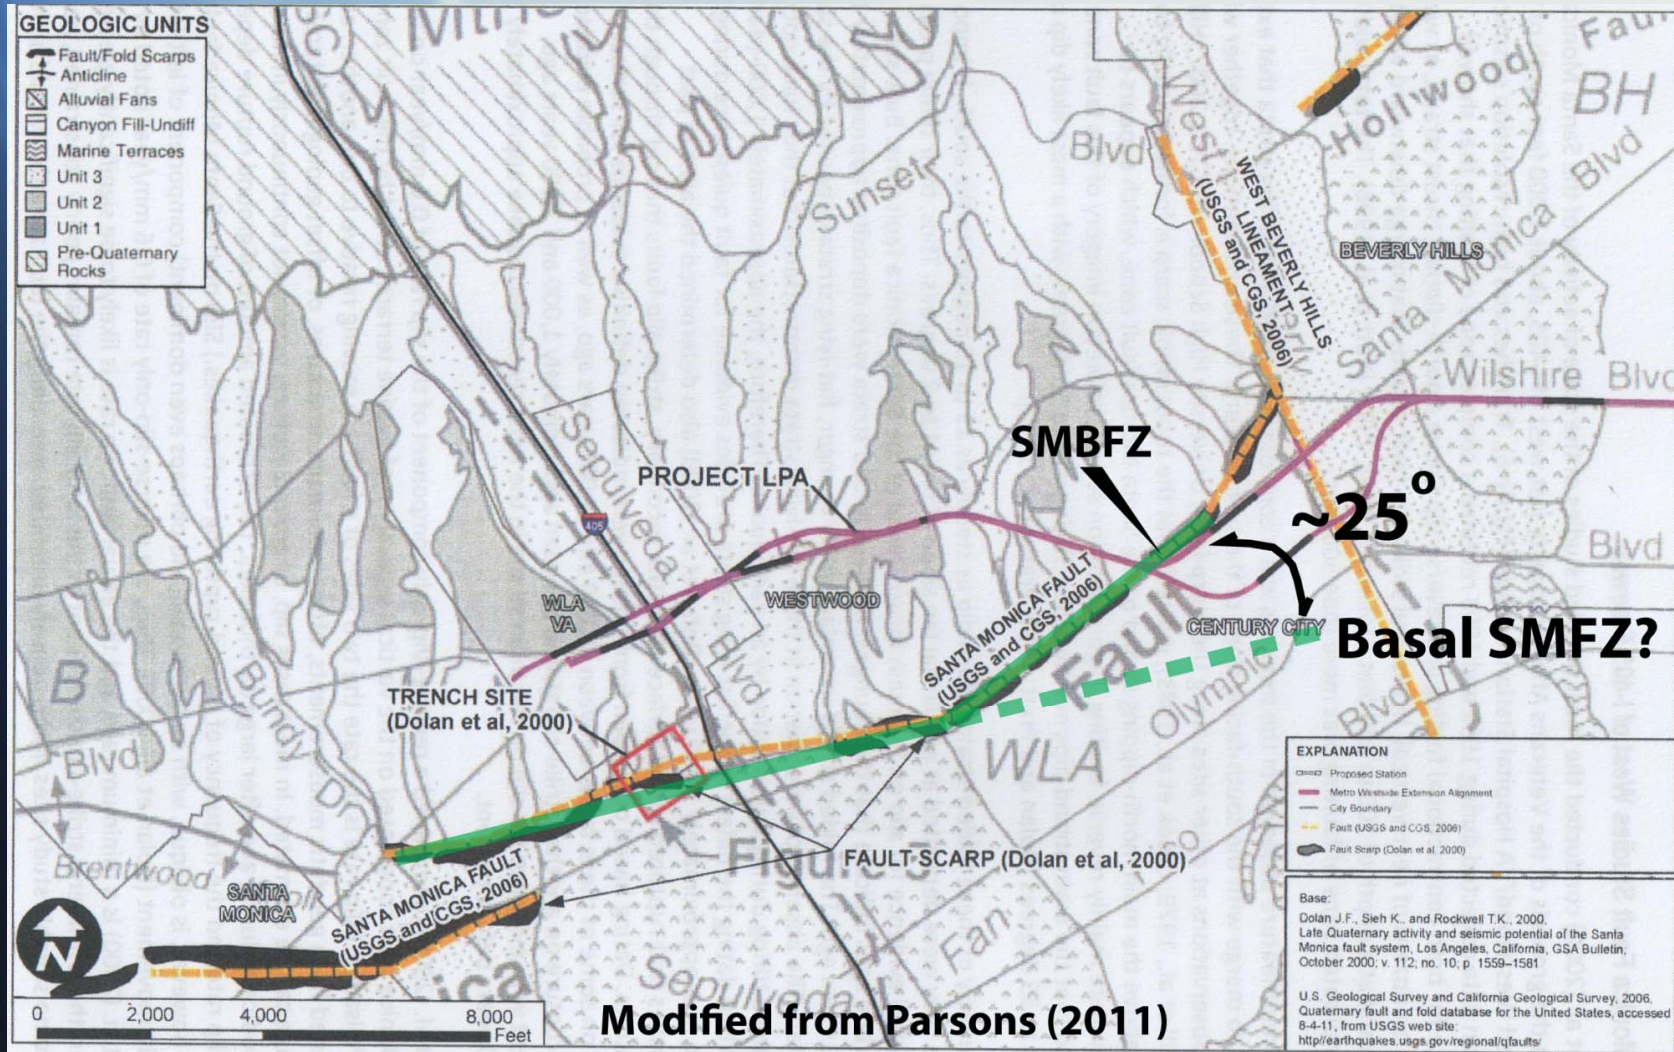 GEOLOGIC UNITS
Fault/Fold Scarps
Anticline
Alluvial Fans
Canyon Fill-Undiff
Marine Terraces
Unit 3
Unit 2
Unit 1
Pre-Quaternary
Rocks
Hollywood
BH
West
Blvd
Sunset
Blvd
WEST BEVERLY HILLS
LINEAMENT
(USGS and CGS, 2006)
BEVERLY HILLS
Santa Monica
Wilshire Blvd
SMBFZ
Sepulveda
Blvd
405
PROJECT LPA
WW
~25°
Blvd
WLA
VA
WESTWOOD
SANTA MONICA FAULT
(USGS and CGS, 2006)
Fault
CENTURY CITY
Basal SMFZ?
B
Bundy Dr
TRENCH SITE
(Dolan et al, 2000)
Olympic
Blvd
WLA
Blvd
Brentwood
FAULT SCARP (Dolan et al, 2000)
SANTA
MONICA
SANTA MONICA FAULT
(USGS and CGS, 2006)
Fan
Sepulveda
N
0 2,000 4,000 8,000
Feet
Modified from Parsons (2011)
EXPLANATION
Proposed Station
Metro Westside Extension Alignment
City Boundary
Fault (USGS and CGS, 2006)
Fault Scarp (Dolan et al. 2000)
Base:
Dolan J.F., Sieh K., and Rockwell T.K., 2000,
Late Quaternary activity and seismic potential of the Santa
Monica fault system, Los Angeles, California, GSA Bulletin,
October 2000; v. 112; no. 10; p. 1559–1581
U.S. Geological Survey and California Geological Survey, 2006,
Quaternary fault and fold database for the United States, accessed
8-4-11, from USGS web site:
http//earthquakes.usgs.gov/regional/qfaults/